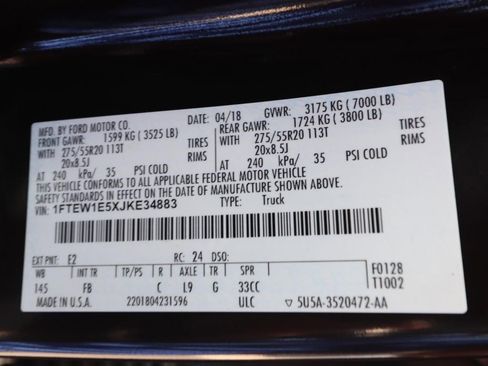 MFD. BY FORD MOTOR CO. DATE: 04/18 GVWR: 3175 KG ( 7000 LB)
FRONT GAWR: 1599 KG ( 3525 LB) REAR GAWR: 1724 KG ( 3800 LB)
WITH 275/55R20 113T TIRES WITH 275/55R20 113T TIRES
20x8.5J RIMS 20x8.5J RIMS
AT 240 kPa/ 35 PSI COLD AT 240 kPa/ 35 PSI COLD
THIS VEHICLE CONFORMS TO ALL APPLICABLE FEDERAL MOTOR VEHICLE
SAFETY STANDARDS IN EFFECT ON THE DATE OF MANUFACTURE SHOWN ABOVE.
VIN: 1FTEW1E5XJKE34883 TYPE: Truck
EXT PNT: E2 RC: 24 DSO: F0128
WB INT TR TP/PS R AXLE TR SPR T1002
145 FB C L9 G 33CC
MADE IN U.S.A. 2201804231596 ULC ▽ 5U5A-3520472-AA